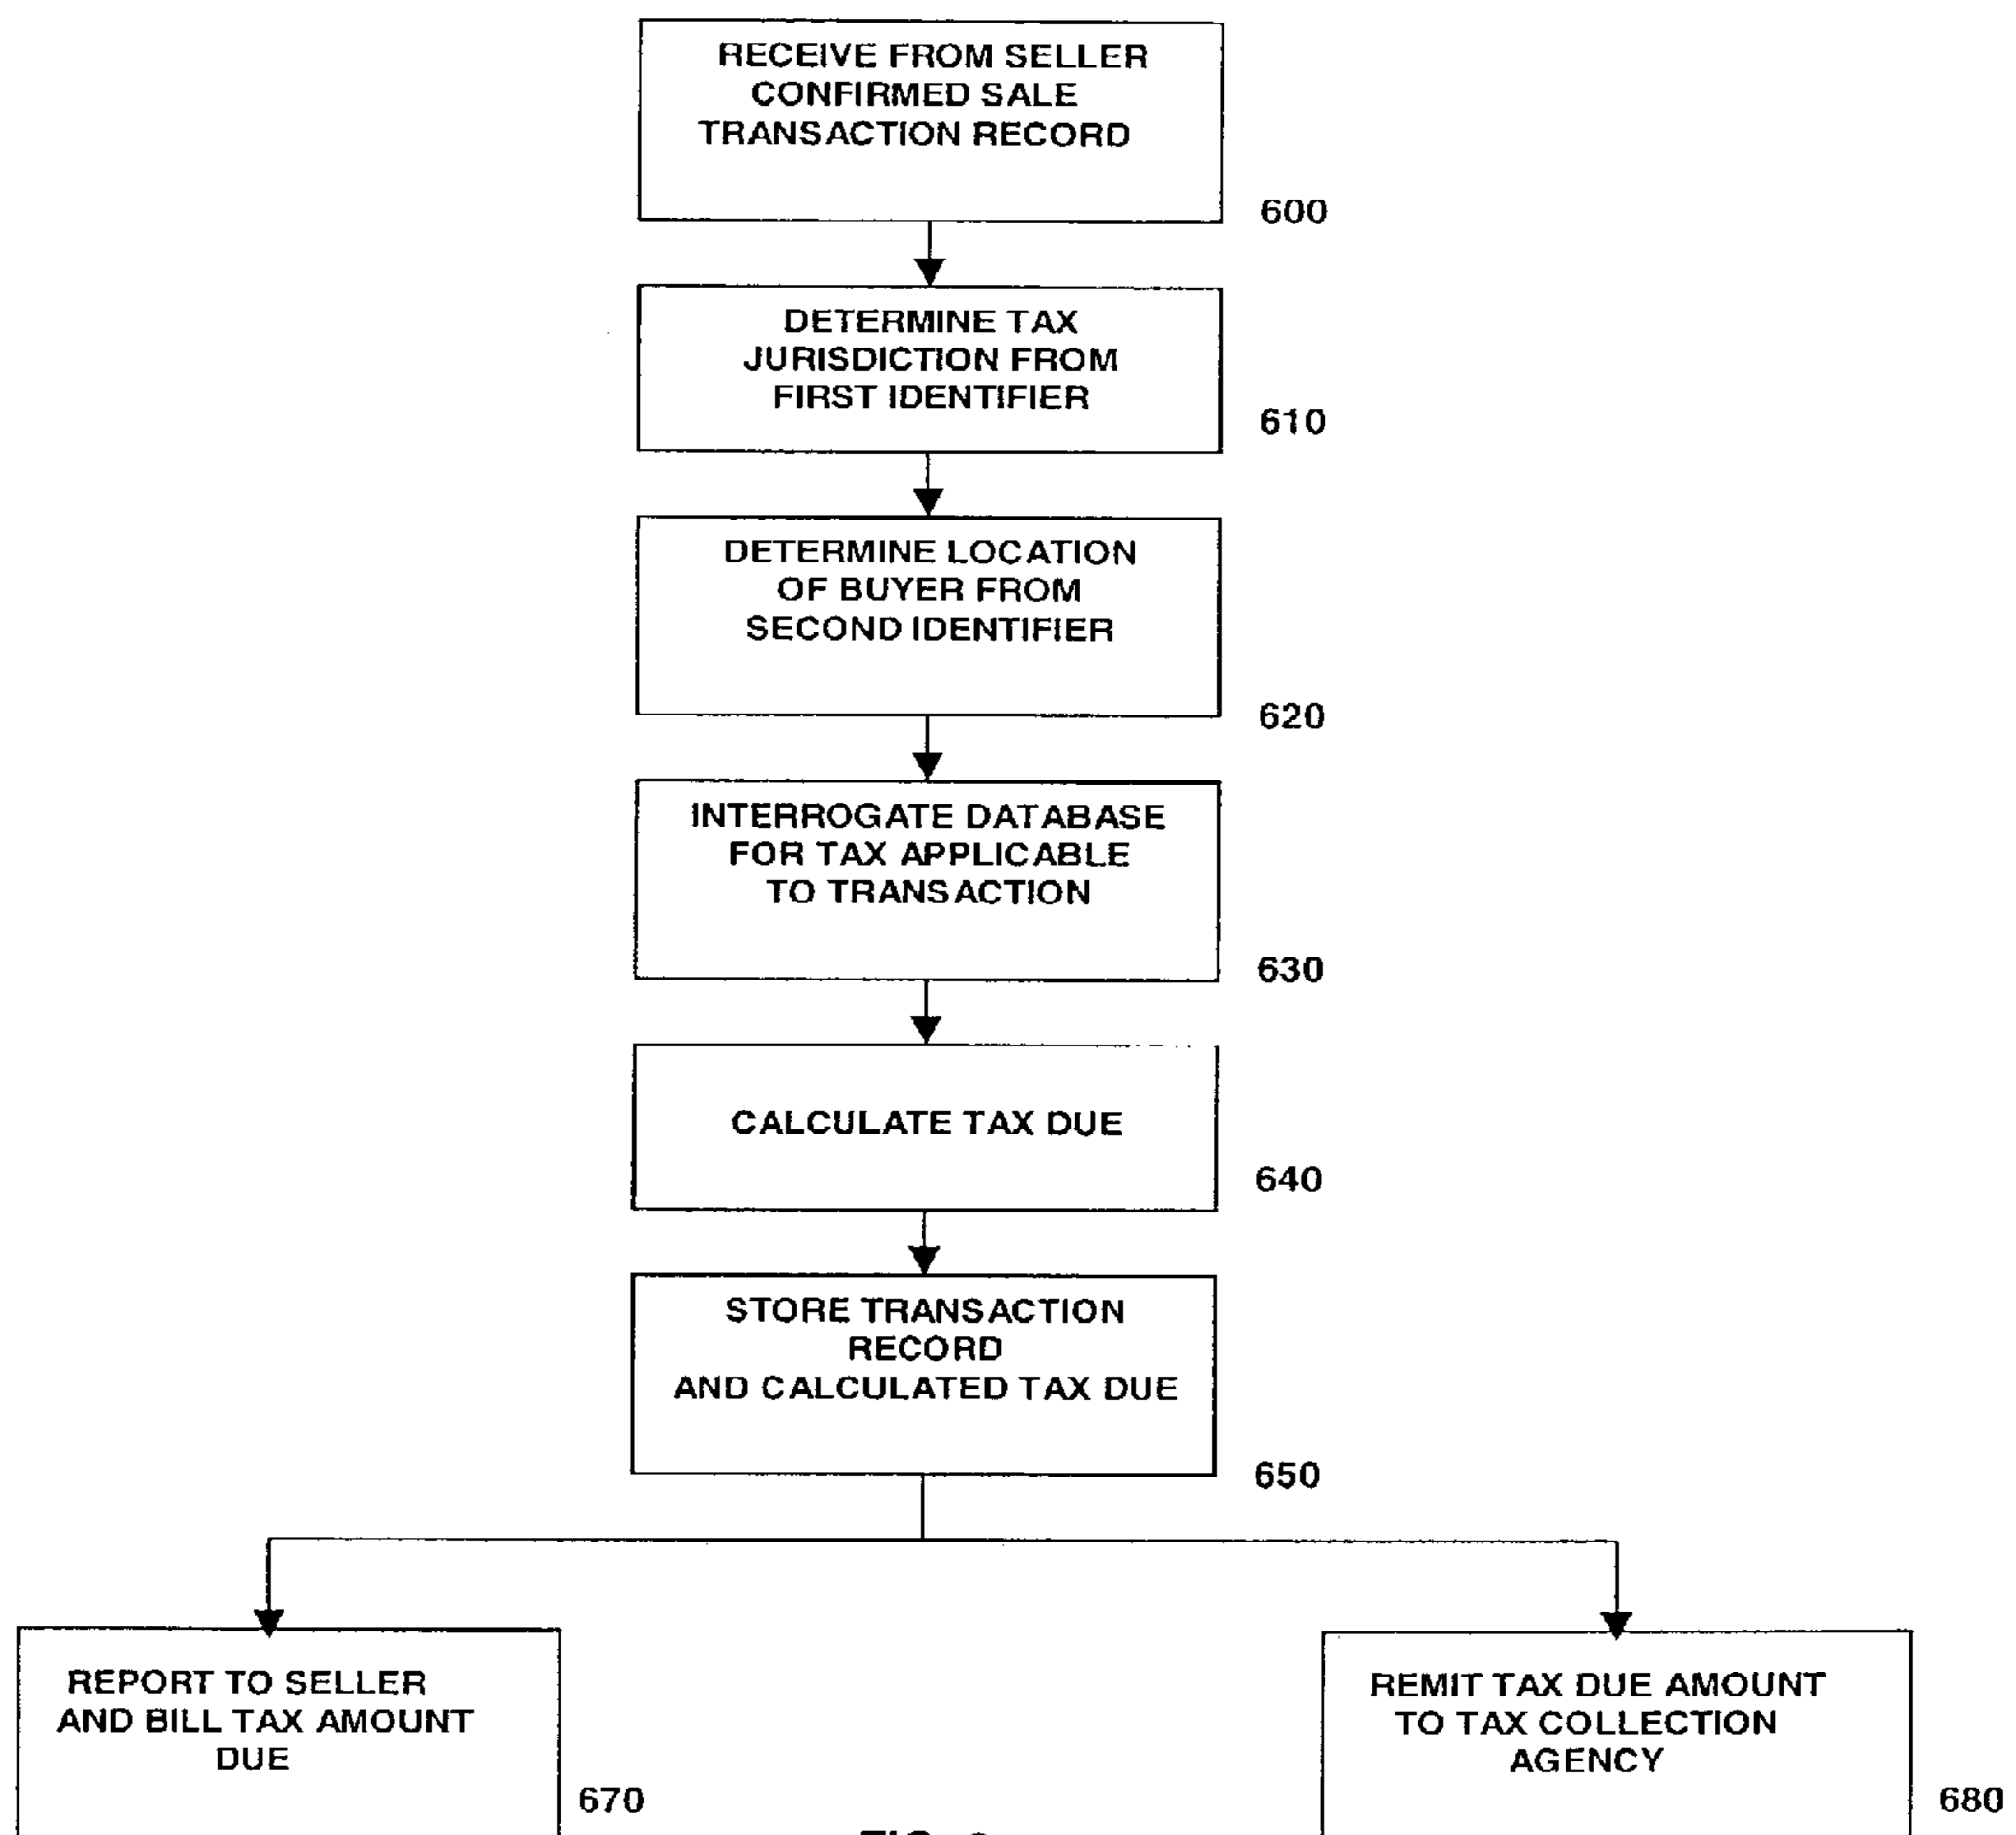 RECEIVE FROM SELLER
CONFIRMED SALE
TRANSACTION RECORD
600
DETERMINE TAX
JURISDICTION FROM
FIRST IDENTIFIER
610
DETERMINE LOCATION
OF BUYER FROM
SECOND IDENTIFIER
620
INTERROGATE DATABASE
FOR TAX APPLICABLE
TO TRANSACTION
630
CALCULATE TAX DUE
640
STORE TRANSACTION
RECORD
AND CALCULATED TAX DUE
650
REPORT TO SELLER
AND BILL TAX AMOUNT
DUE
670
REMIT TAX DUE AMOUNT
TO TAX COLLECTION
AGENCY
680